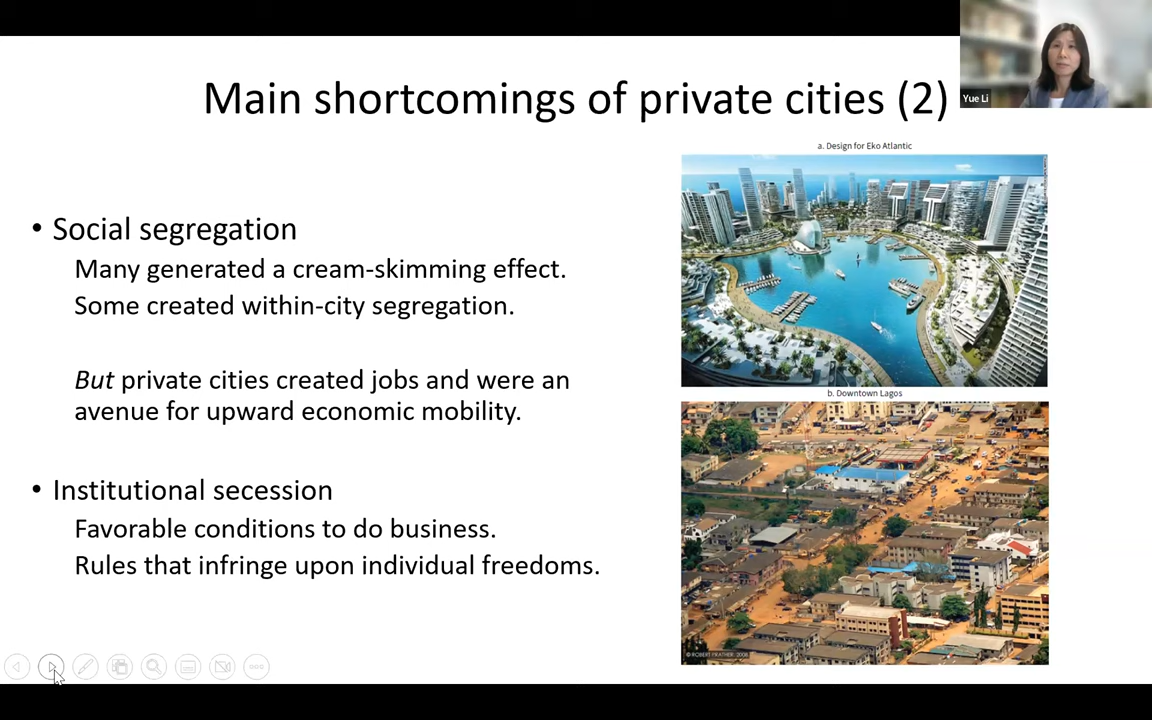 Main shortcomings of private cities (2)
Yue Li
• Social segregation
Many generated a cream-skimming effect.
Some created within-city segregation.
But private cities created jobs and were an
avenue for upward economic mobility.
• Institutional secession
Favorable conditions to do business.
Rules that infringe upon individual freedoms.
a. Design for Eko Atlantic
b. Downtown Lagos